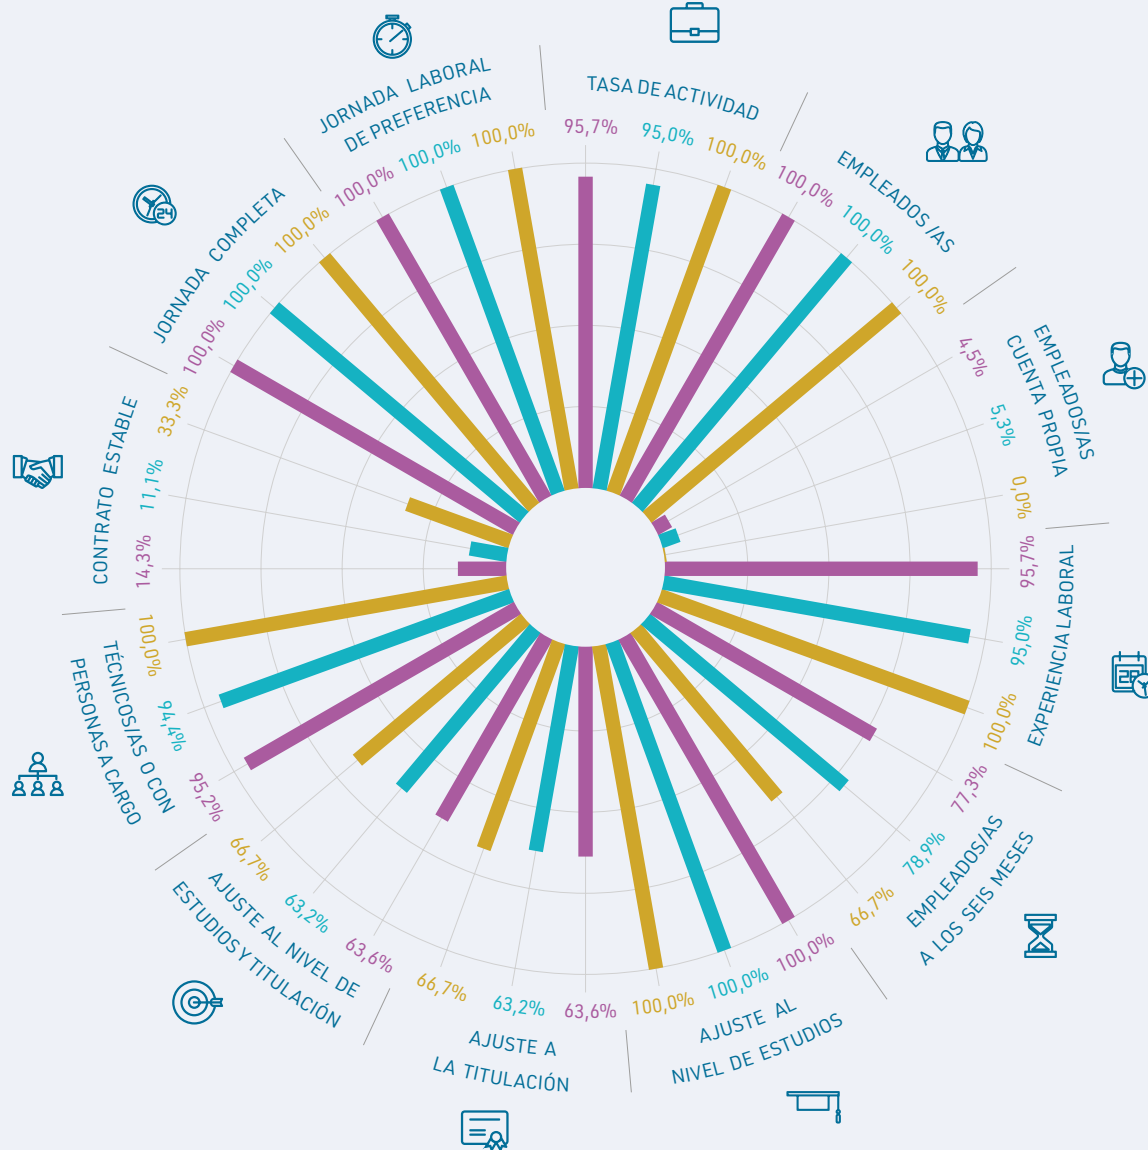 TASA DE ACTIVIDAD
95,7%
95,0%
100,0%
EMPLEADOS /AS
100,0%
100,0%
100,0%
EMPLEADOS/AS
CUENTA PROPIA
4,5%
5,3%
0,0%
EXPERIENCIA LABORAL
95,7%
95,0%
100,0%
EMPLEADOS/AS
A LOS SEIS MESES
77,3%
78,9%
66,7%
AJUSTE AL
NIVEL DE ESTUDIOS
100,0%
100,0%
100,0%
AJUSTE A
LA TITULACIÓN
63,6%
63,2%
66,7%
AJUSTE AL NIVEL DE
ESTUDIOS Y TITULACIÓN
63,6%
63,2%
66,7%
TÉCNICOS/AS O CON
PERSONAS A CARGO
95,2%
94,4%
100,0%
CONTRATO ESTABLE
14,3%
11,1%
33,3%
JORNADA COMPLETA
100,0%
100,0%
100,0%
JORNADA LABORAL
DE PREFERENCIA
100,0%
100,0%
100,0%
24